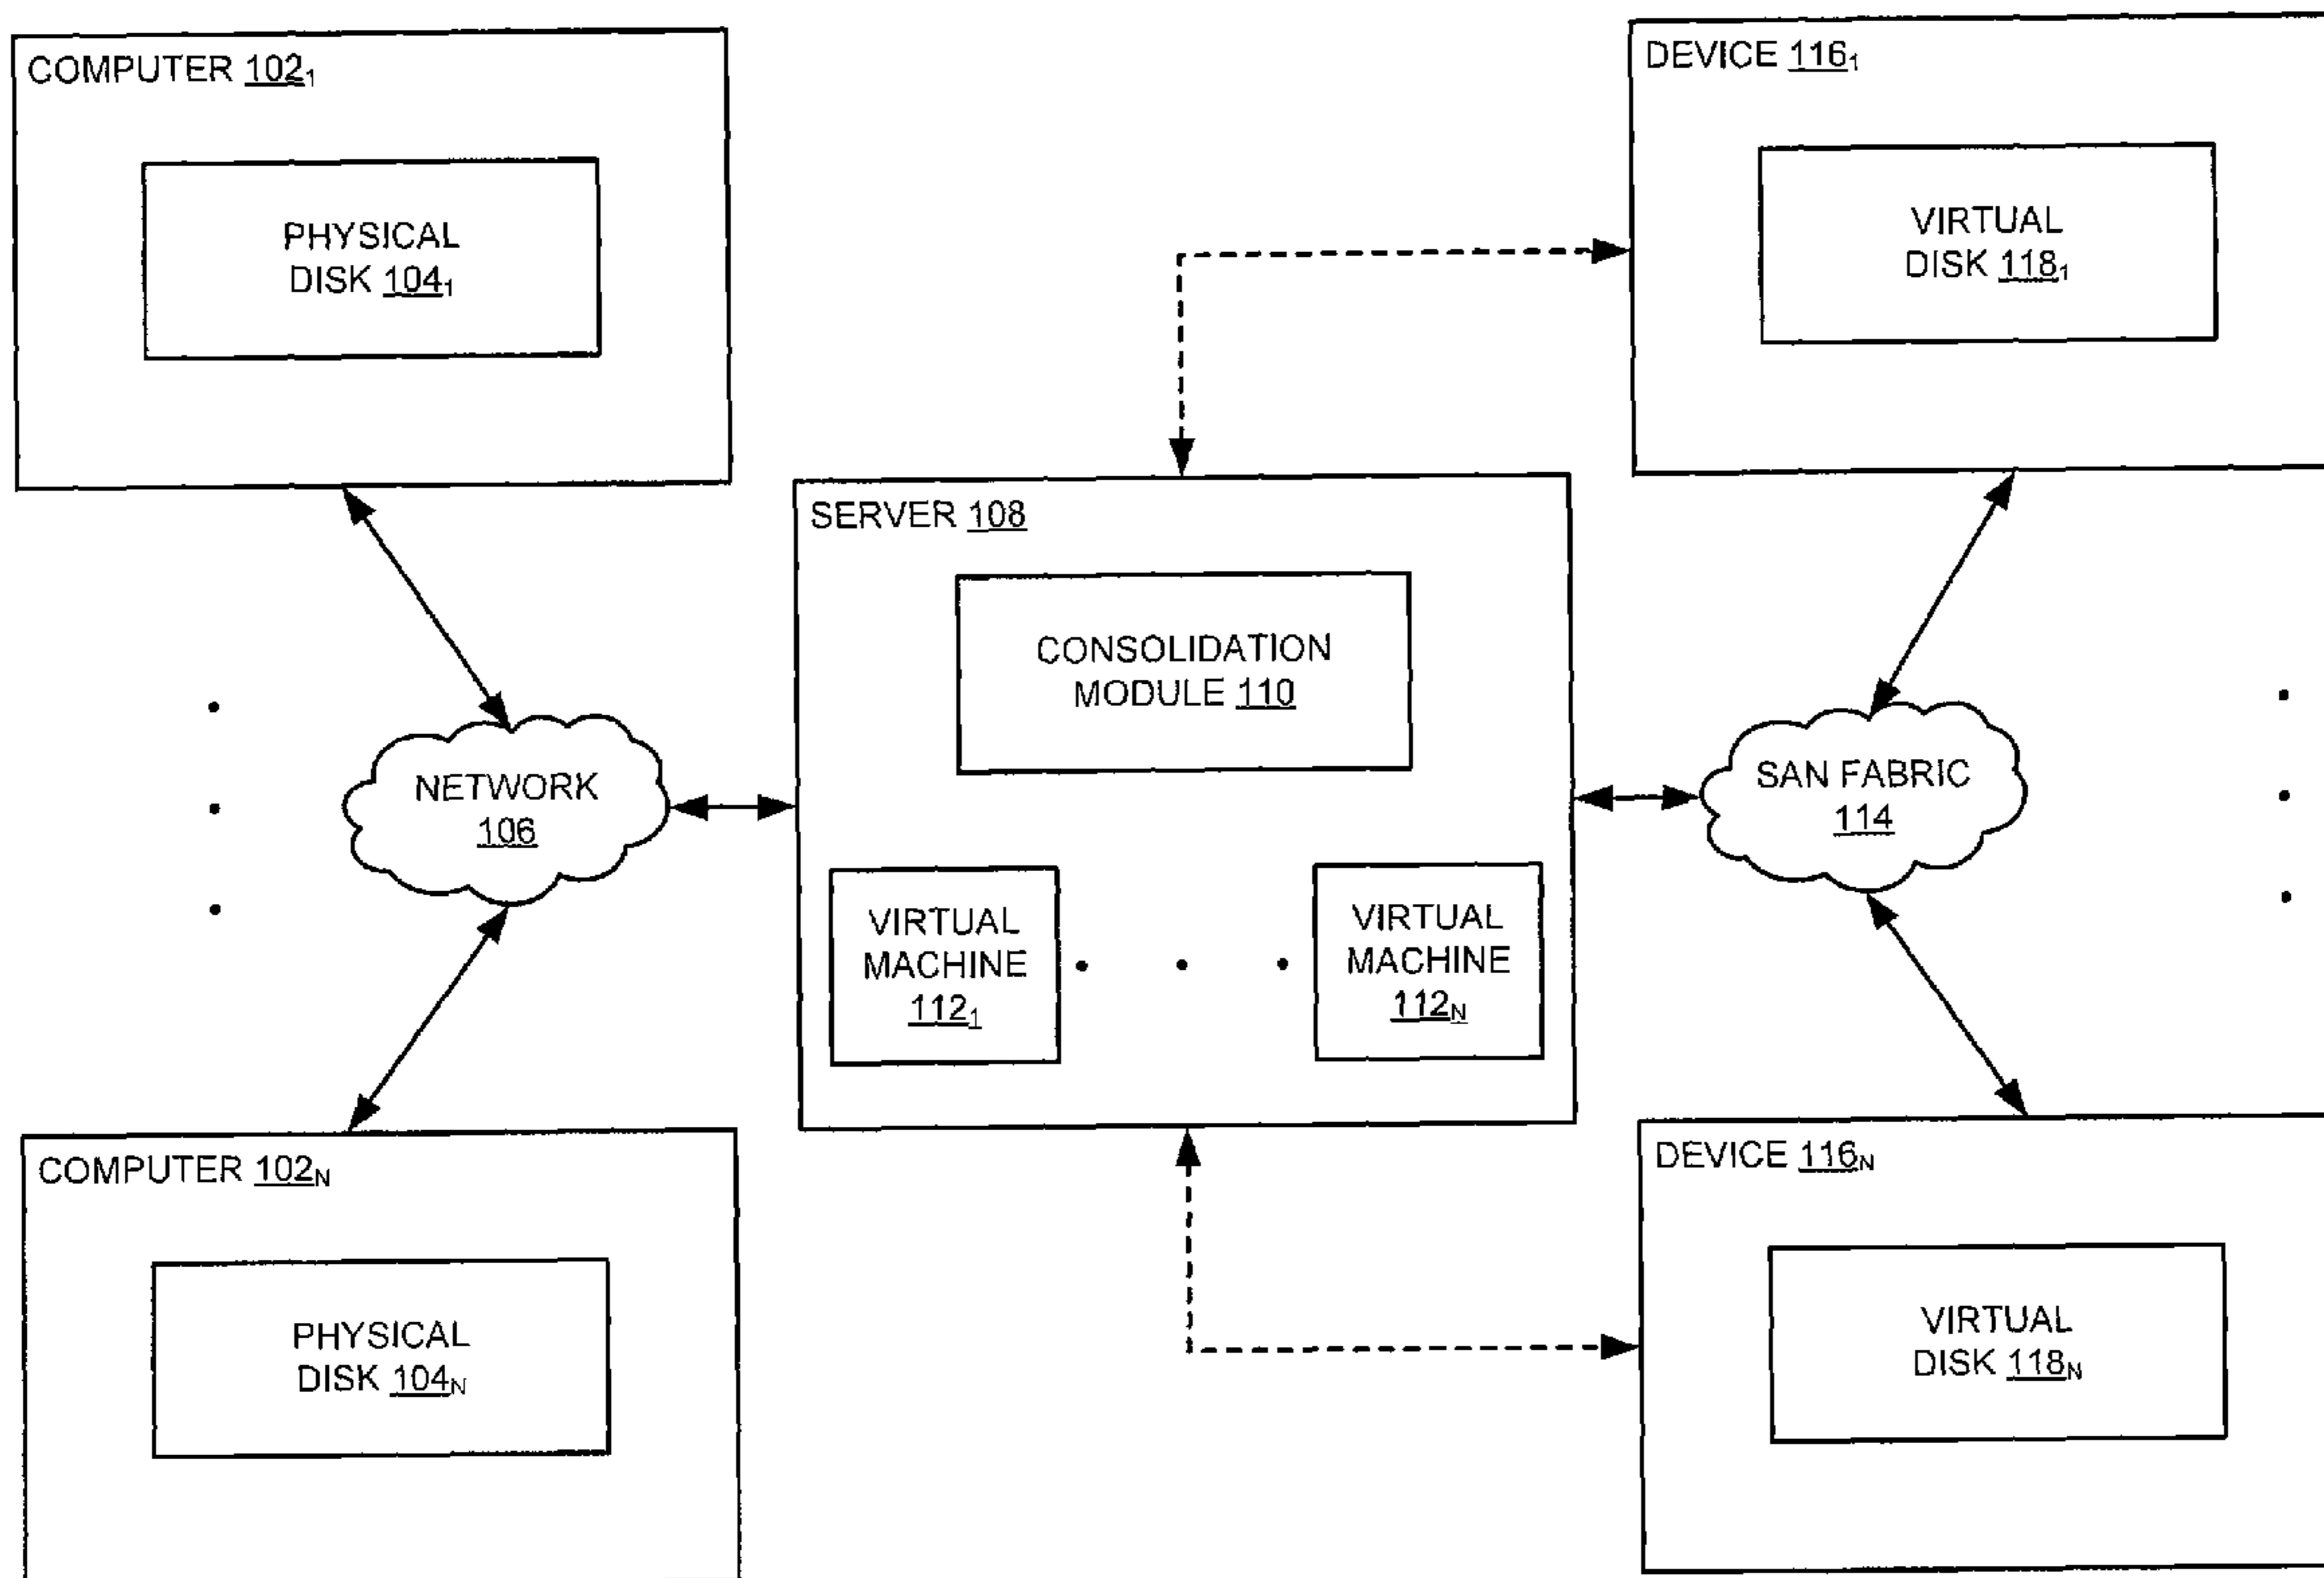 COMPUTER 102₁
PHYSICAL
DISK 104₁
DEVICE 116₁
VIRTUAL
DISK 118₁
SERVER 108
CONSOLIDATION
MODULE 110
NETWORK
106
SAN FABRIC
114
VIRTUAL
MACHINE
112₁
VIRTUAL
MACHINE
112N
COMPUTER 102N
PHYSICAL
DISK 104N
DEVICE 116N
VIRTUAL
DISK 118N